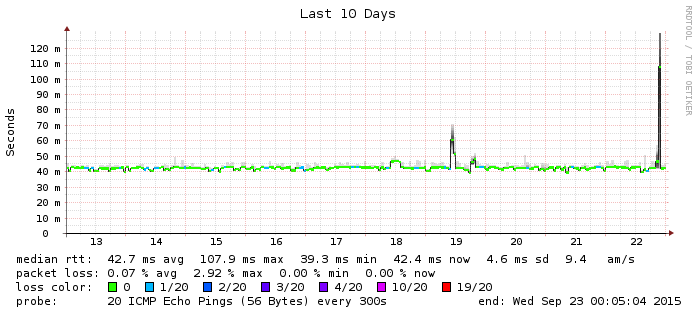 Last 10 Days
RRDTOOL / TOBI OETIKER
Seconds
120 m
110 m
100 m
90 m
80 m
70 m
60 m
50 m
40 m
30 m
20 m
10 m
0
13 14 15 16 17 18 19 20 21 22
median rtt: 42.7 ms avg 107.9 ms max 39.3 ms min 42.4 ms now 4.6 ms sd 9.4 am/s
packet loss: 0.07 % avg 2.92 % max 0.00 % min 0.00 % now
loss color: 0 1/20 2/20 3/20 4/20 10/20 19/20
probe: 20 ICMP Echo Pings (56 Bytes) every 300s end: Wed Sep 23 00:05:04 2015